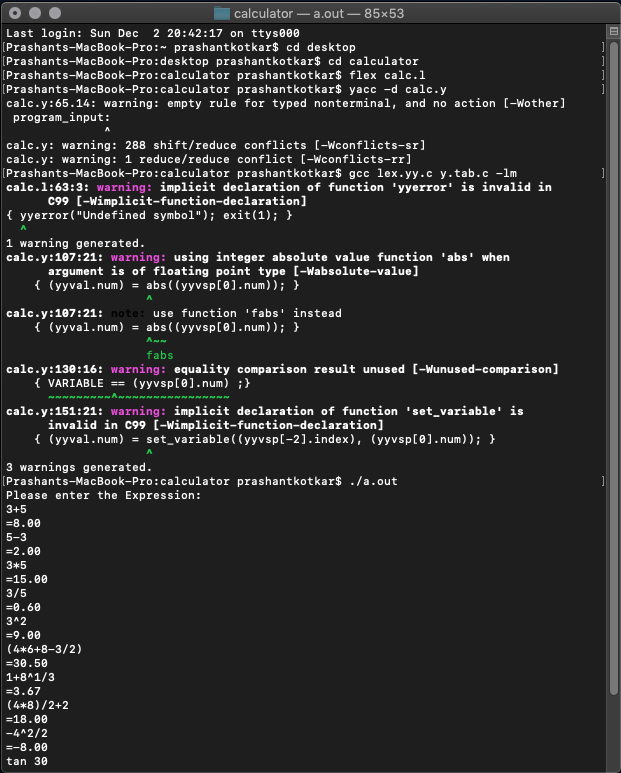 calculator — a.out — 85×53
Last login: Sun Dec  2 20:42:17 on ttys000
[Prashants-MacBook-Pro:~ prashantkotkar$ cd desktop ]
[Prashants-MacBook-Pro:desktop prashantkotkar$ cd calculator ]
[Prashants-MacBook-Pro:calculator prashantkotkar$ flex calc.l ]
[Prashants-MacBook-Pro:calculator prashantkotkar$ yacc -d calc.y ]
calc.y:65.14: warning: empty rule for typed nonterminal, and no action [-Wother]
 program_input:
              ^
calc.y: warning: 288 shift/reduce conflicts [-Wconflicts-sr]
calc.y: warning: 1 reduce/reduce conflict [-Wconflicts-rr]
[Prashants-MacBook-Pro:calculator prashantkotkar$ gcc lex.yy.c y.tab.c -lm ]
calc.l:63:3: warning: implicit declaration of function 'yyerror' is invalid in
      C99 [-Wimplicit-function-declaration]
{ yyerror("Undefined symbol"); exit(1); }
  ^
1 warning generated.
calc.y:107:21: warning: using integer absolute value function 'abs' when
      argument is of floating point type [-Wabsolute-value]
    { (yyval.num) = abs((yyvsp[0].num)); }
                    ^
calc.y:107:21: note: use function 'fabs' instead
    { (yyval.num) = abs((yyvsp[0].num)); }
                    ^~~
                    fabs
calc.y:130:16: warning: equality comparison result unused [-Wunused-comparison]
    { VARIABLE == (yyvsp[0].num) ;}
      ~~~~~~~~~^~~~~~~~~~~~~~~~~
calc.y:151:21: warning: implicit declaration of function 'set_variable' is
      invalid in C99 [-Wimplicit-function-declaration]
    { (yyval.num) = set_variable((yyvsp[-2].index), (yyvsp[0].num)); }
                    ^
3 warnings generated.
[Prashants-MacBook-Pro:calculator prashantkotkar$ ./a.out ]
Please enter the Expression:
3+5
=8.00
5-3
=2.00
3*5
=15.00
3/5
=0.60
3^2
=9.00
(4*6+8-3/2)
=30.50
1+8^1/3
=3.67
(4*8)/2+2
=18.00
-4^2/2
=-8.00
tan 30